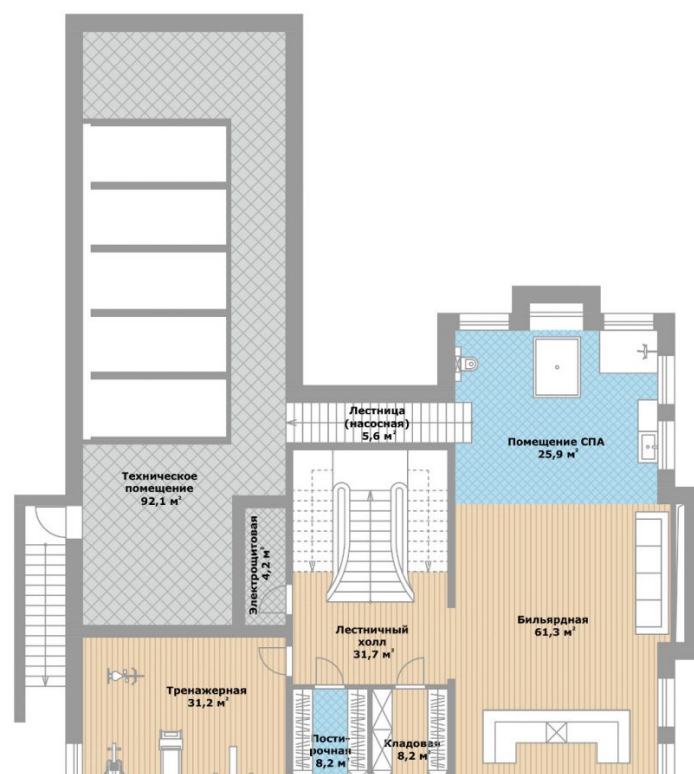 Лестница
(насосная)
5,6 м²
Помещение СПА
25,9 м²
Техническое
помещение
92,1 м²
Электрощитовая
4,2 м²
Бильярдная
61,3 м²
Лестничный
холл
31,7 м²
Тренажерная
31,2 м²
Пости-
рочная
8,2 м²
Кладовая
8,2 м²